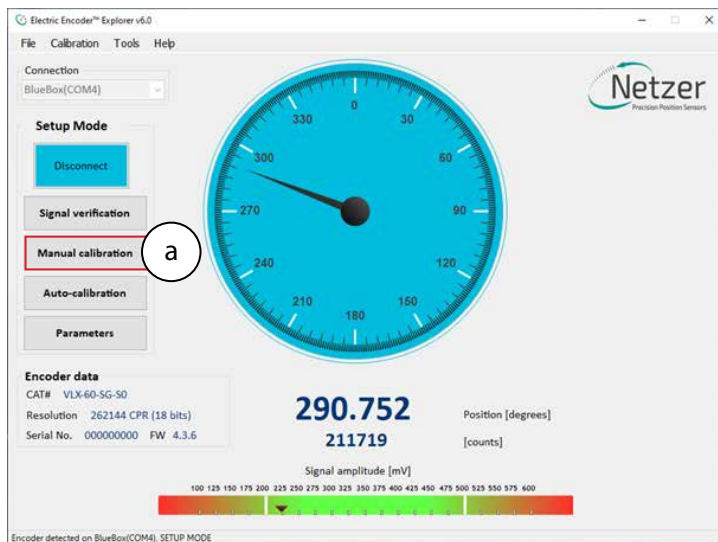 Electric Encoder™ Explorer v6.0
File Calibration Tools Help
Connection
BlueBox(COM4)
Netzer
Precision Position Sensors
Setup Mode
Disconnect
Signal verification
Manual calibration
a
Auto-calibration
Parameters
0
30
60
90
120
150
180
210
240
270
300
330
Encoder data
CAT# VLX-60-SG-S0
Resolution 262144 CPR (18 bits)
Serial No. 000000000 FW 4.3.6
290.752 Position [degrees]
211719 [counts]
Signal amplitude [mV]
100 125 150 175 200 225 250 275 300 325 350 375 400 425 450 475 500 525 550 575 600
Encoder detected on BlueBox(COM4). SETUP MODE